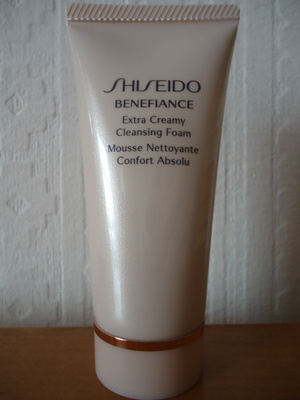 SHISEIDO
BENEFIANCE
Extra Creamy
Cleansing Foam
Mousse Nettoyante
Confort Absolu